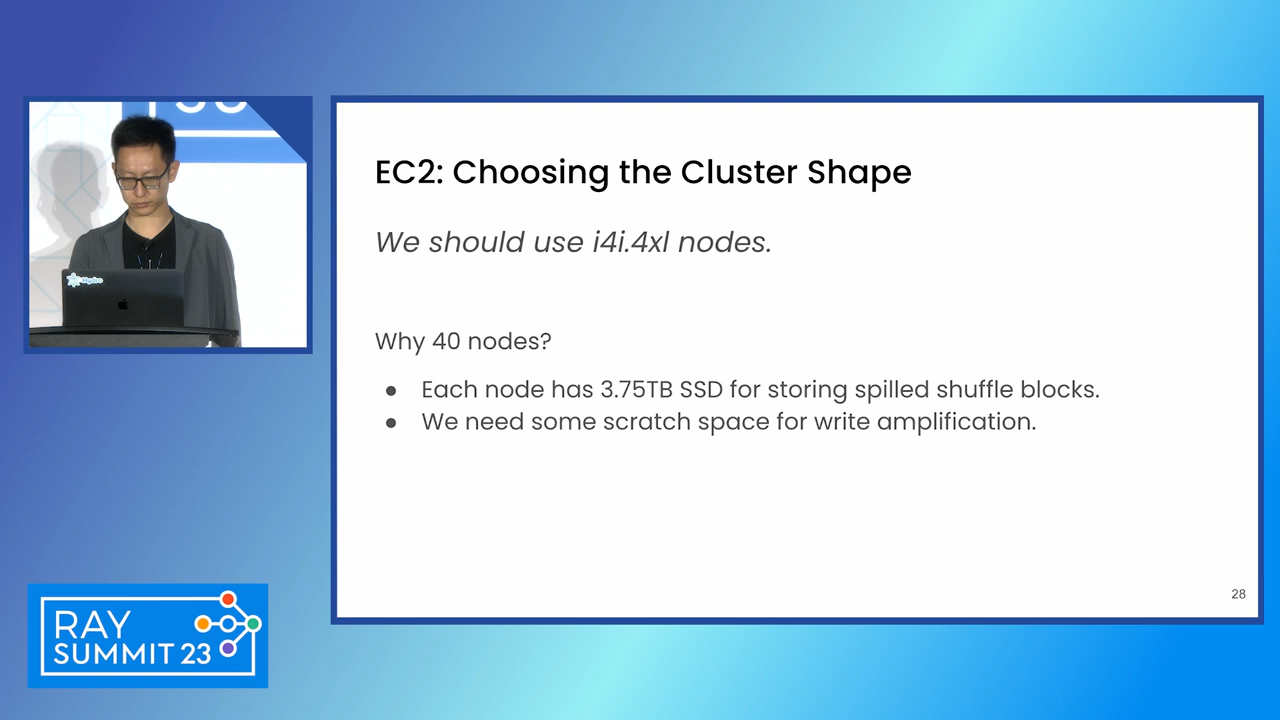 EC2: Choosing the Cluster Shape
We should use i4i.4xl nodes.
Why 40 nodes?
● Each node has 3.75TB SSD for storing spilled shuffle blocks.
● We need some scratch space for write amplification.
28
RAY
SUMMIT 23